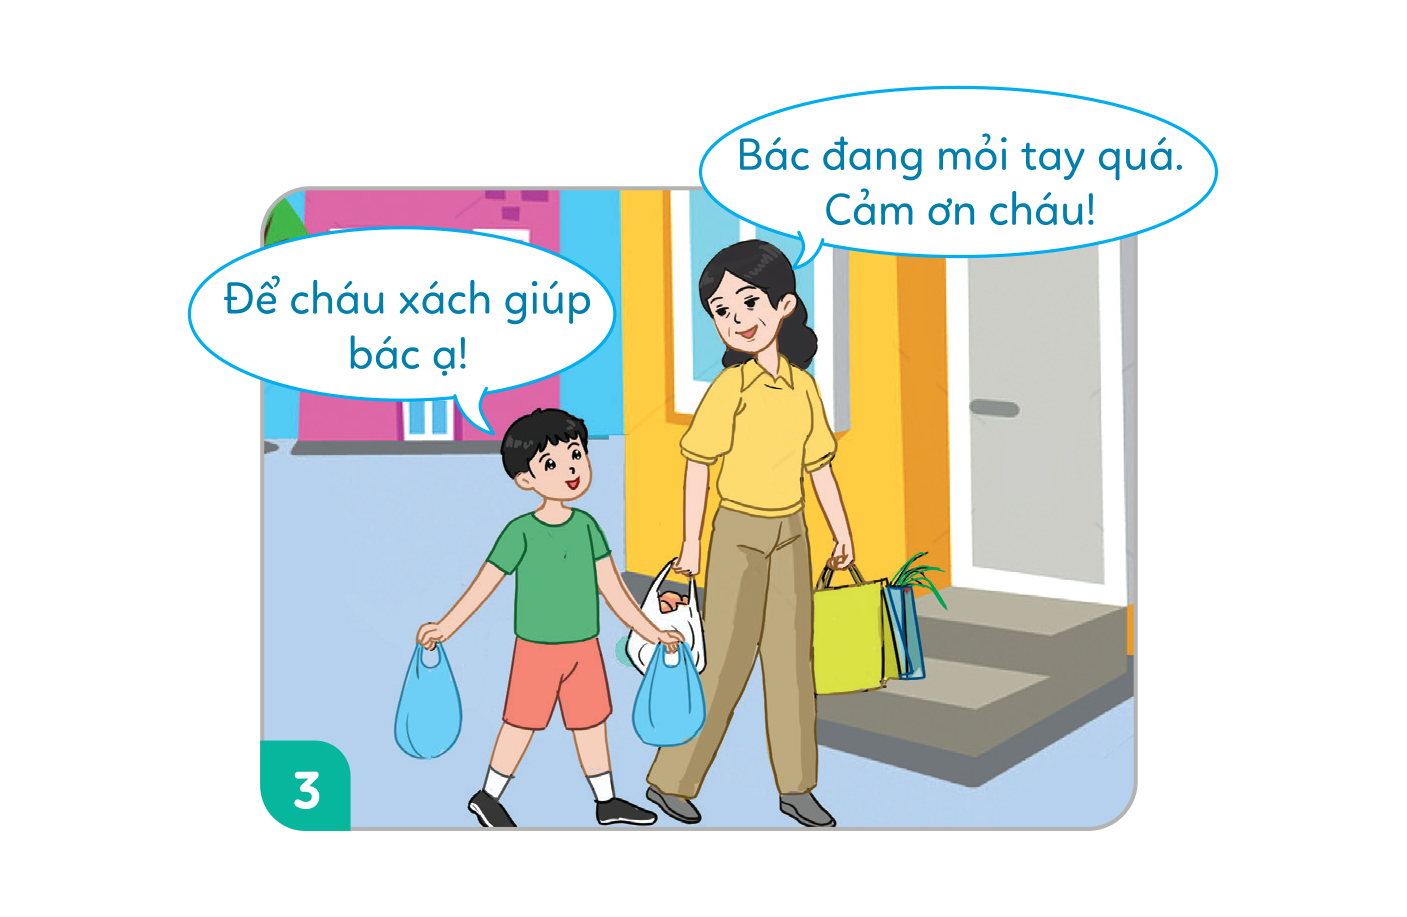 Để cháu xách giúp
bác ạ!
Bác đang mỏi tay quá.
Cảm ơn cháu!
3